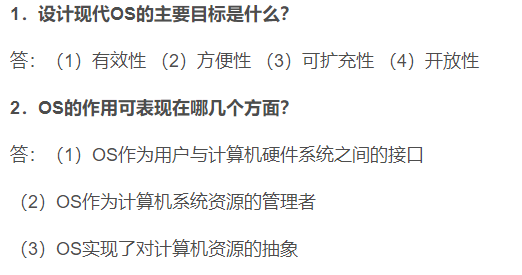 1．设计现代OS的主要目标是什么？
答：（1）有效性 （2）方便性 （3）可扩充性 （4）开放性
2．OS的作用可表现在哪几个方面？
答：（1）OS作为用户与计算机硬件系统之间的接口
（2）OS作为计算机系统资源的管理者
（3）OS实现了对计算机资源的抽象